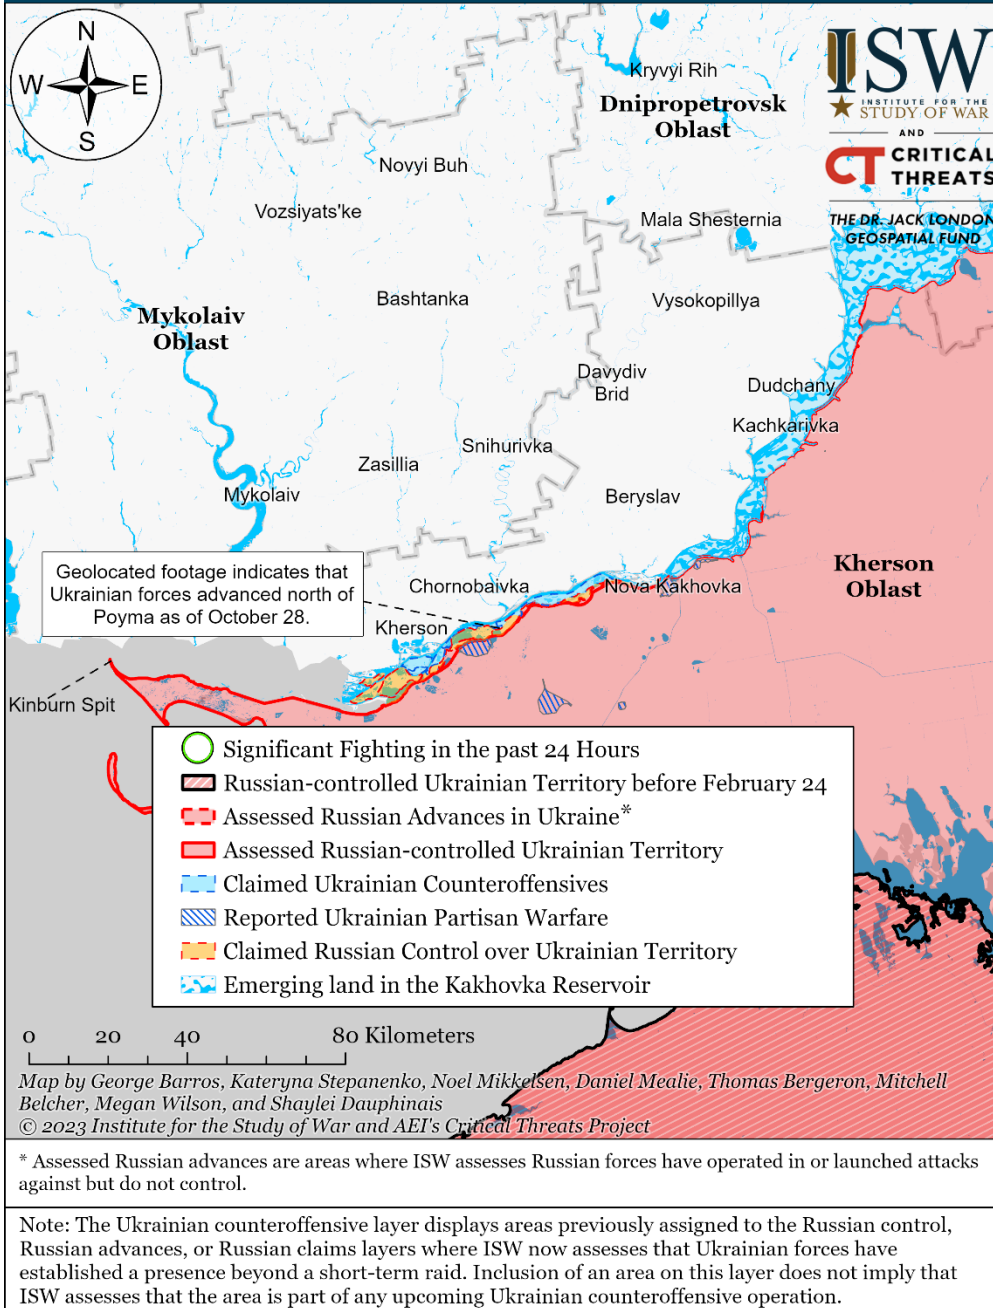 N
W
E
S
ISW
INSTITUTE FOR THE
STUDY OF WAR
AND
CT CRITICAL
THREATS
THE DR. JACK LONDON
GEOSPATIAL FUND
Kryvyi Rih
Dnipropetrovsk
Oblast
Novyi Buh
Vozsiyats'ke
Mala Shesternia
Bashtanka
Vysokopillya
Mykolaiv
Oblast
Davydiv
Brid
Dudchany
Kachkarivka
Snihurivka
Zasillia
Mykolaiv
Beryslav
Geolocated footage indicates that
Ukrainian forces advanced north of
Poyma as of October 28.
Chornobaivka
Nova Kakhovka
Kherson
Oblast
Kherson
Kinburn Spit
Significant Fighting in the past 24 Hours
Russian-controlled Ukrainian Territory before February 24
Assessed Russian Advances in Ukraine*
Assessed Russian-controlled Ukrainian Territory
Claimed Ukrainian Counteroffensives
Reported Ukrainian Partisan Warfare
Claimed Russian Control over Ukrainian Territory
Emerging land in the Kakhovka Reservoir
0 20 40 80 Kilometers
Map by George Barros, Kateryna Stepanenko, Noel Mikkelsen, Daniel Mealie, Thomas Bergeron, Mitchell
Belcher, Megan Wilson, and Shaylei Dauphinais
© 2023 Institute for the Study of War and AEI's Critical Threats Project
* Assessed Russian advances are areas where ISW assesses Russian forces have operated in or launched attacks
against but do not control.
Note: The Ukrainian counteroffensive layer displays areas previously assigned to the Russian control,
Russian advances, or Russian claims layers where ISW now assesses that Ukrainian forces have
established a presence beyond a short-term raid. Inclusion of an area on this layer does not imply that
ISW assesses that the area is part of any upcoming Ukrainian counteroffensive operation.